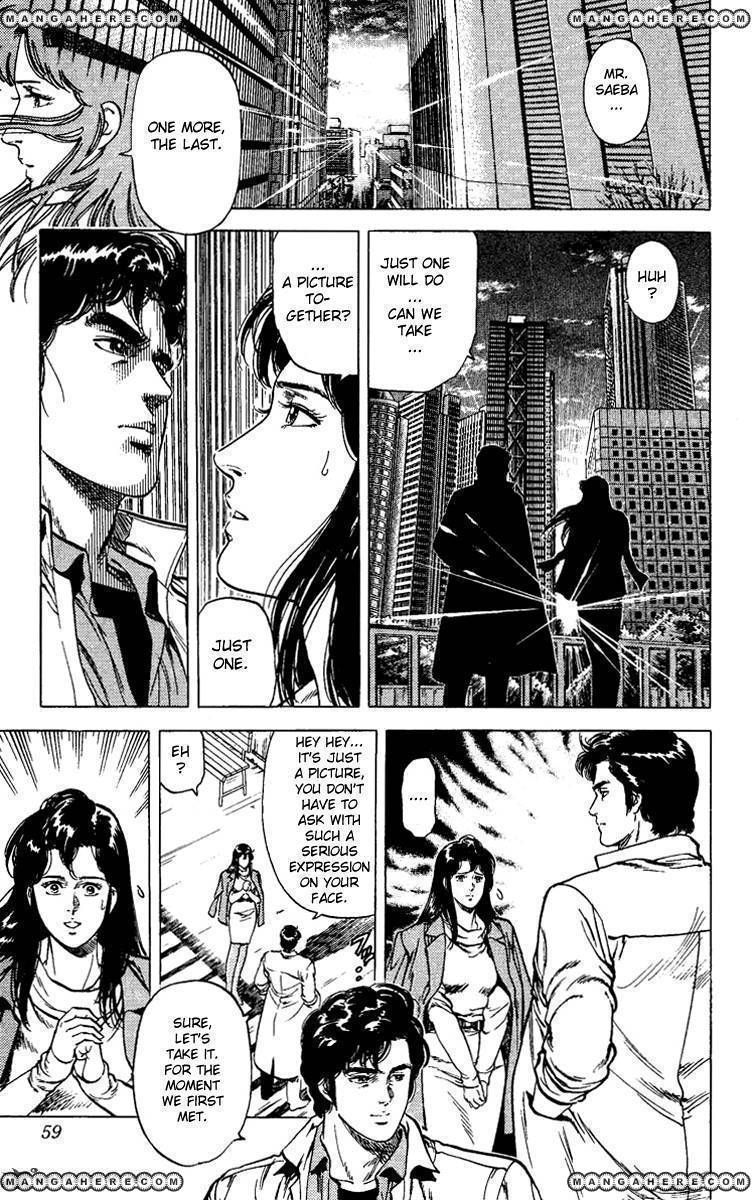 MANGAHERE.COM
MANGAHERE.COM
MR.
SAEBA
...
ONE MORE,
THE LAST.
HUH
?
JUST ONE
WILL DO
...
CAN WE
TAKE
...
...
A PICTURE
TO-
GETHER?
JUST
ONE.
....
HEY HEY...
IT'S JUST
A PICTURE,
YOU DON'T
HAVE TO
ASK WITH
SUCH A
SERIOUS
EXPRESSION
ON YOUR
FACE.
EH
?
SURE,
LET'S
TAKE IT.
FOR THE
MOMENT
WE FIRST
MET.
59
MANGAHERE.COM
MANGAHERE.COM